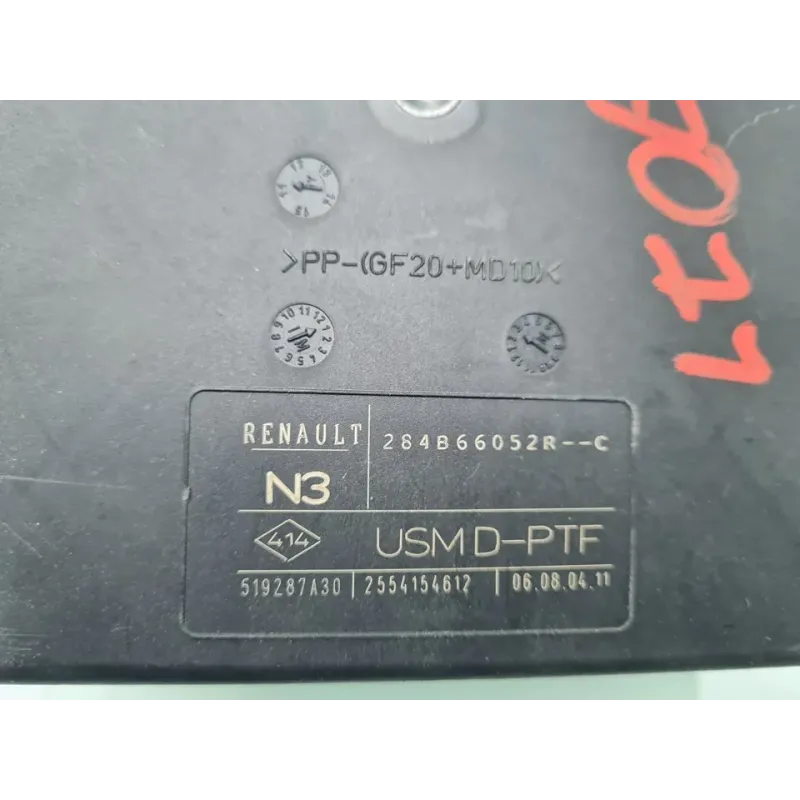 >PP-(GF20+MD10)<
RENAULT 284B66052R--C
N3
414 USM D-PTF
519287A30 2554154612 06.08.04.11